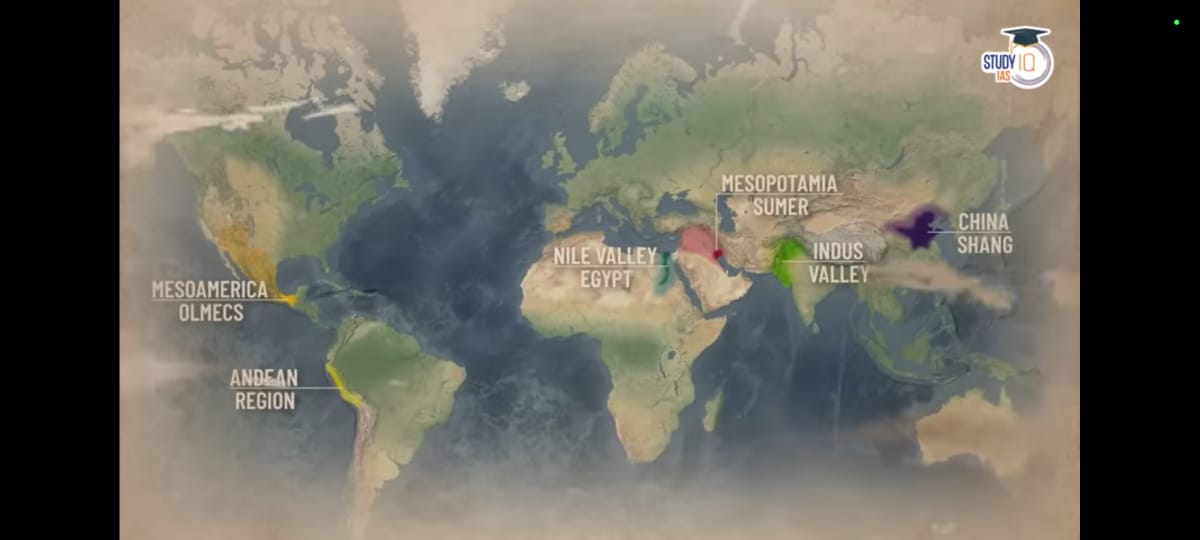 STUDY IQ
IAS
MESOPOTAMIA
SUMER
CHINA
SHANG
NILE VALLEY
EGYPT
INDUS
VALLEY
MESOAMERICA
OLMECS
ANDEAN
REGION